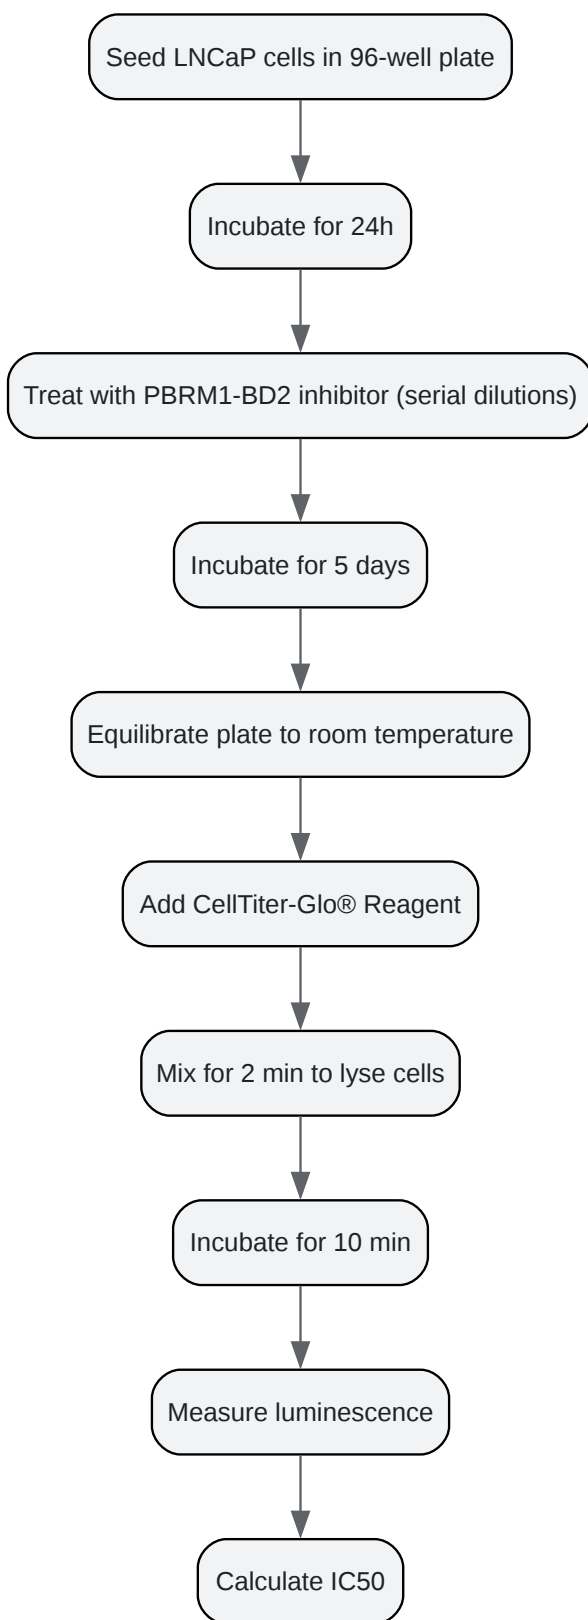 Seed LNCaP cells in 96-well plate
Incubate for 24h
Treat with PBRM1-BD2 inhibitor (serial dilutions)
Incubate for 5 days
Equilibrate plate to room temperature
Add CellTiter-Glo® Reagent
Mix for 2 min to lyse cells
Incubate for 10 min
Measure luminescence
Calculate IC50